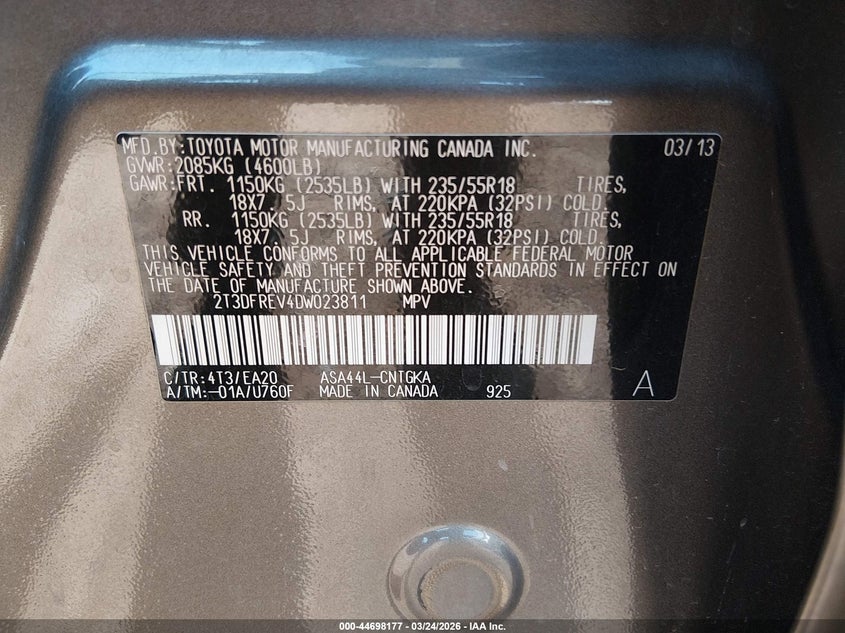 MFD.BY:TOYOTA MOTOR MANUFACTURING CANADA INC. 03/13
GVWR:2085KG (4600LB)
GAWR:FRT. 1150KG (2535LB) WITH 235/55R18 TIRES,
18X7. 5J RIMS, AT 220KPA (32PSI) COLD.
RR. 1150KG (2535LB) WITH 235/55R18 TIRES,
18X7. 5J RIMS, AT 220KPA (32PSI) COLD.
THIS VEHICLE CONFORMS TO ALL APPLICABLE FEDERAL MOTOR
VEHICLE SAFETY AND THEFT PREVENTION STANDARDS IN EFFECT ON
THE DATE OF MANUFACTURE SHOWN ABOVE.
2T3DFREV4DW023811 MPV
C/TR:4T3/EA20 ASA44L-CNTGKA
A/TM:-01A/U760F MADE IN CANADA 925 A
000-44698177 - 03/24/2026 - IAA Inc.